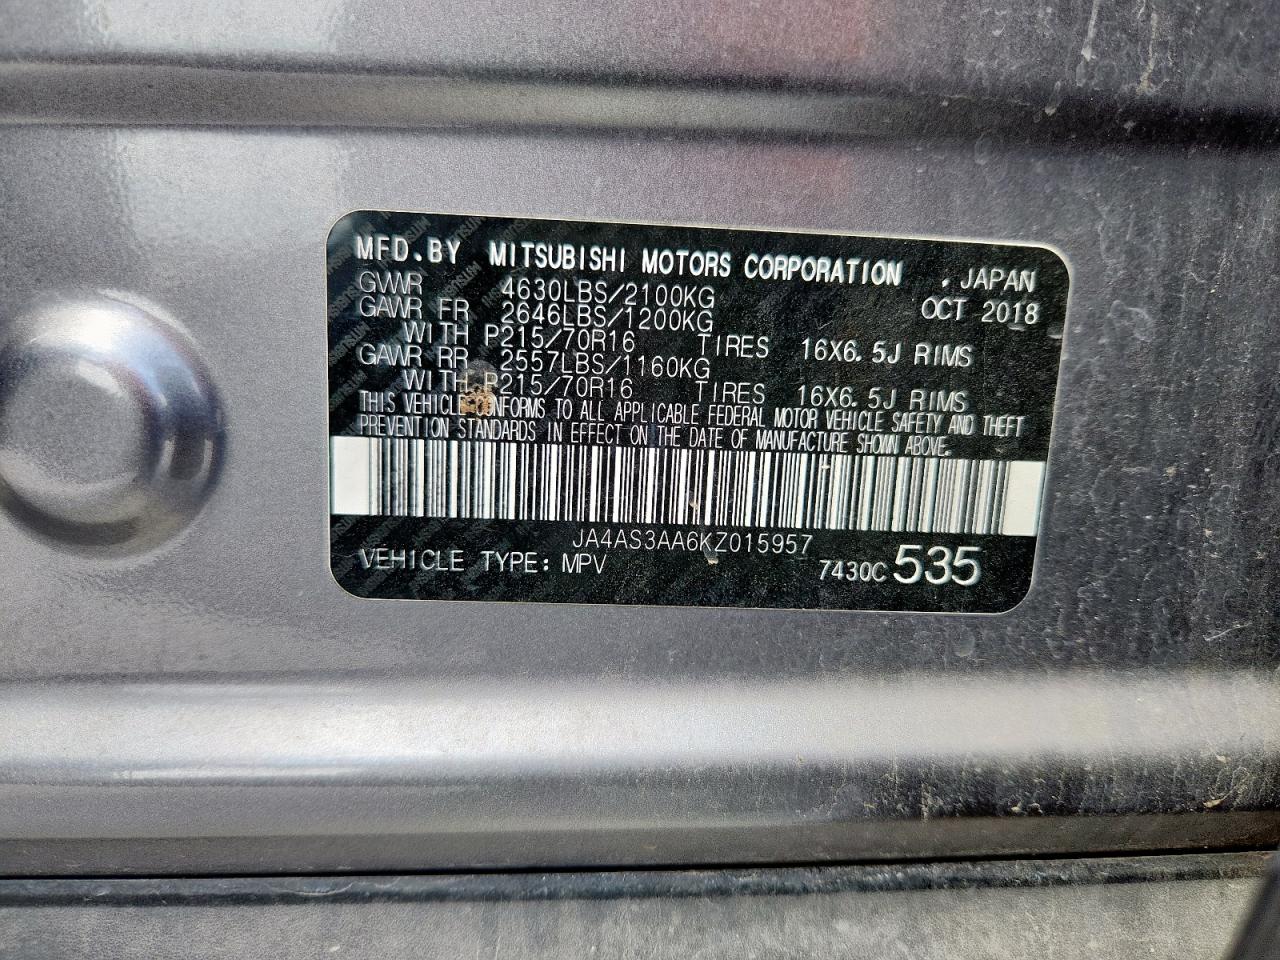 MFD.BY MITSUBISHI MOTORS CORPORATION , JAPAN
GVWR 4630LBS/2100KG OCT 2018
GAWR FR 2646LBS/1200KG
WITH P215/70R16 TIRES 16X6.5J RIMS
GAWR RR 2557LBS/1160KG
WITH P215/70R16 TIRES 16X6.5J RIMS
THIS VEHICLE CONFORMS TO ALL APPLICABLE FEDERAL MOTOR VEHICLE SAFETY AND THEFT
PREVENTION STANDARDS IN EFFECT ON THE DATE OF MANUFACTURE SHOWN ABOVE.
JA4AS3AA6KZ015957
VEHICLE TYPE: MPV 7430C 535